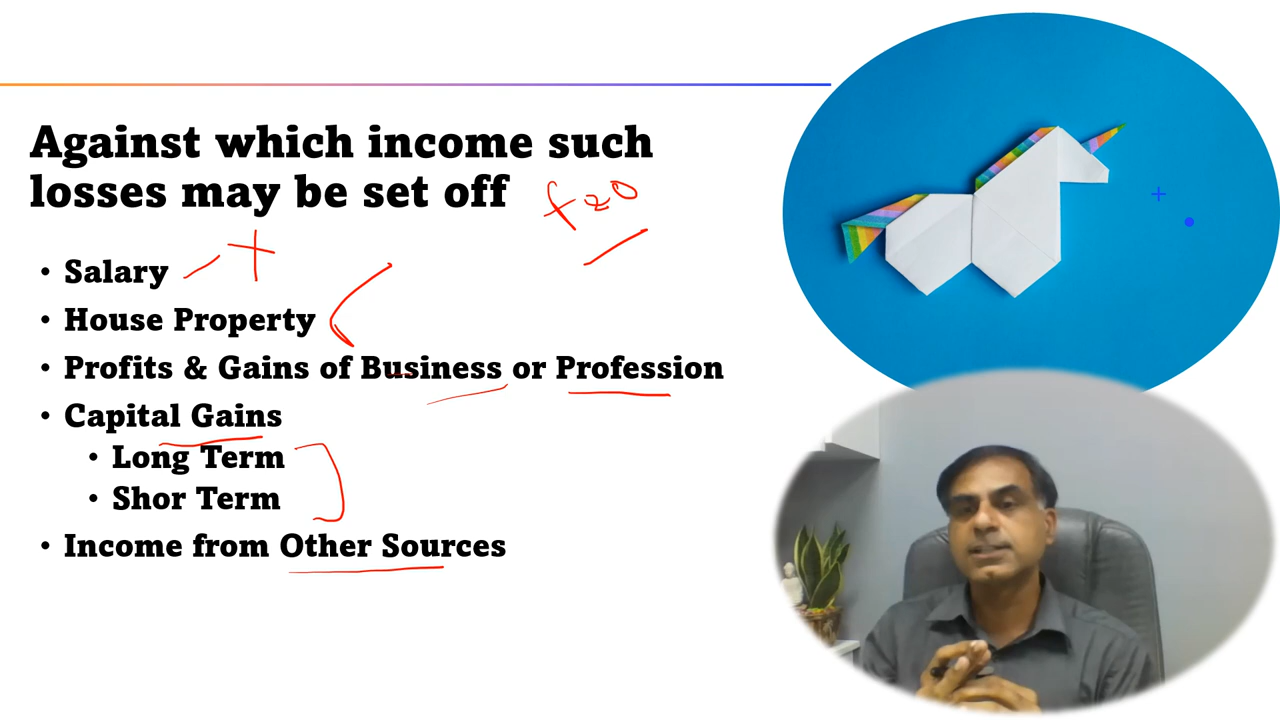 Against which income such
losses may be set off
f20
• Salary
• House Property
• Profits & Gains of Business or Profession
• Capital Gains
• Long Term
• Shor Term
• Income from Other Sources